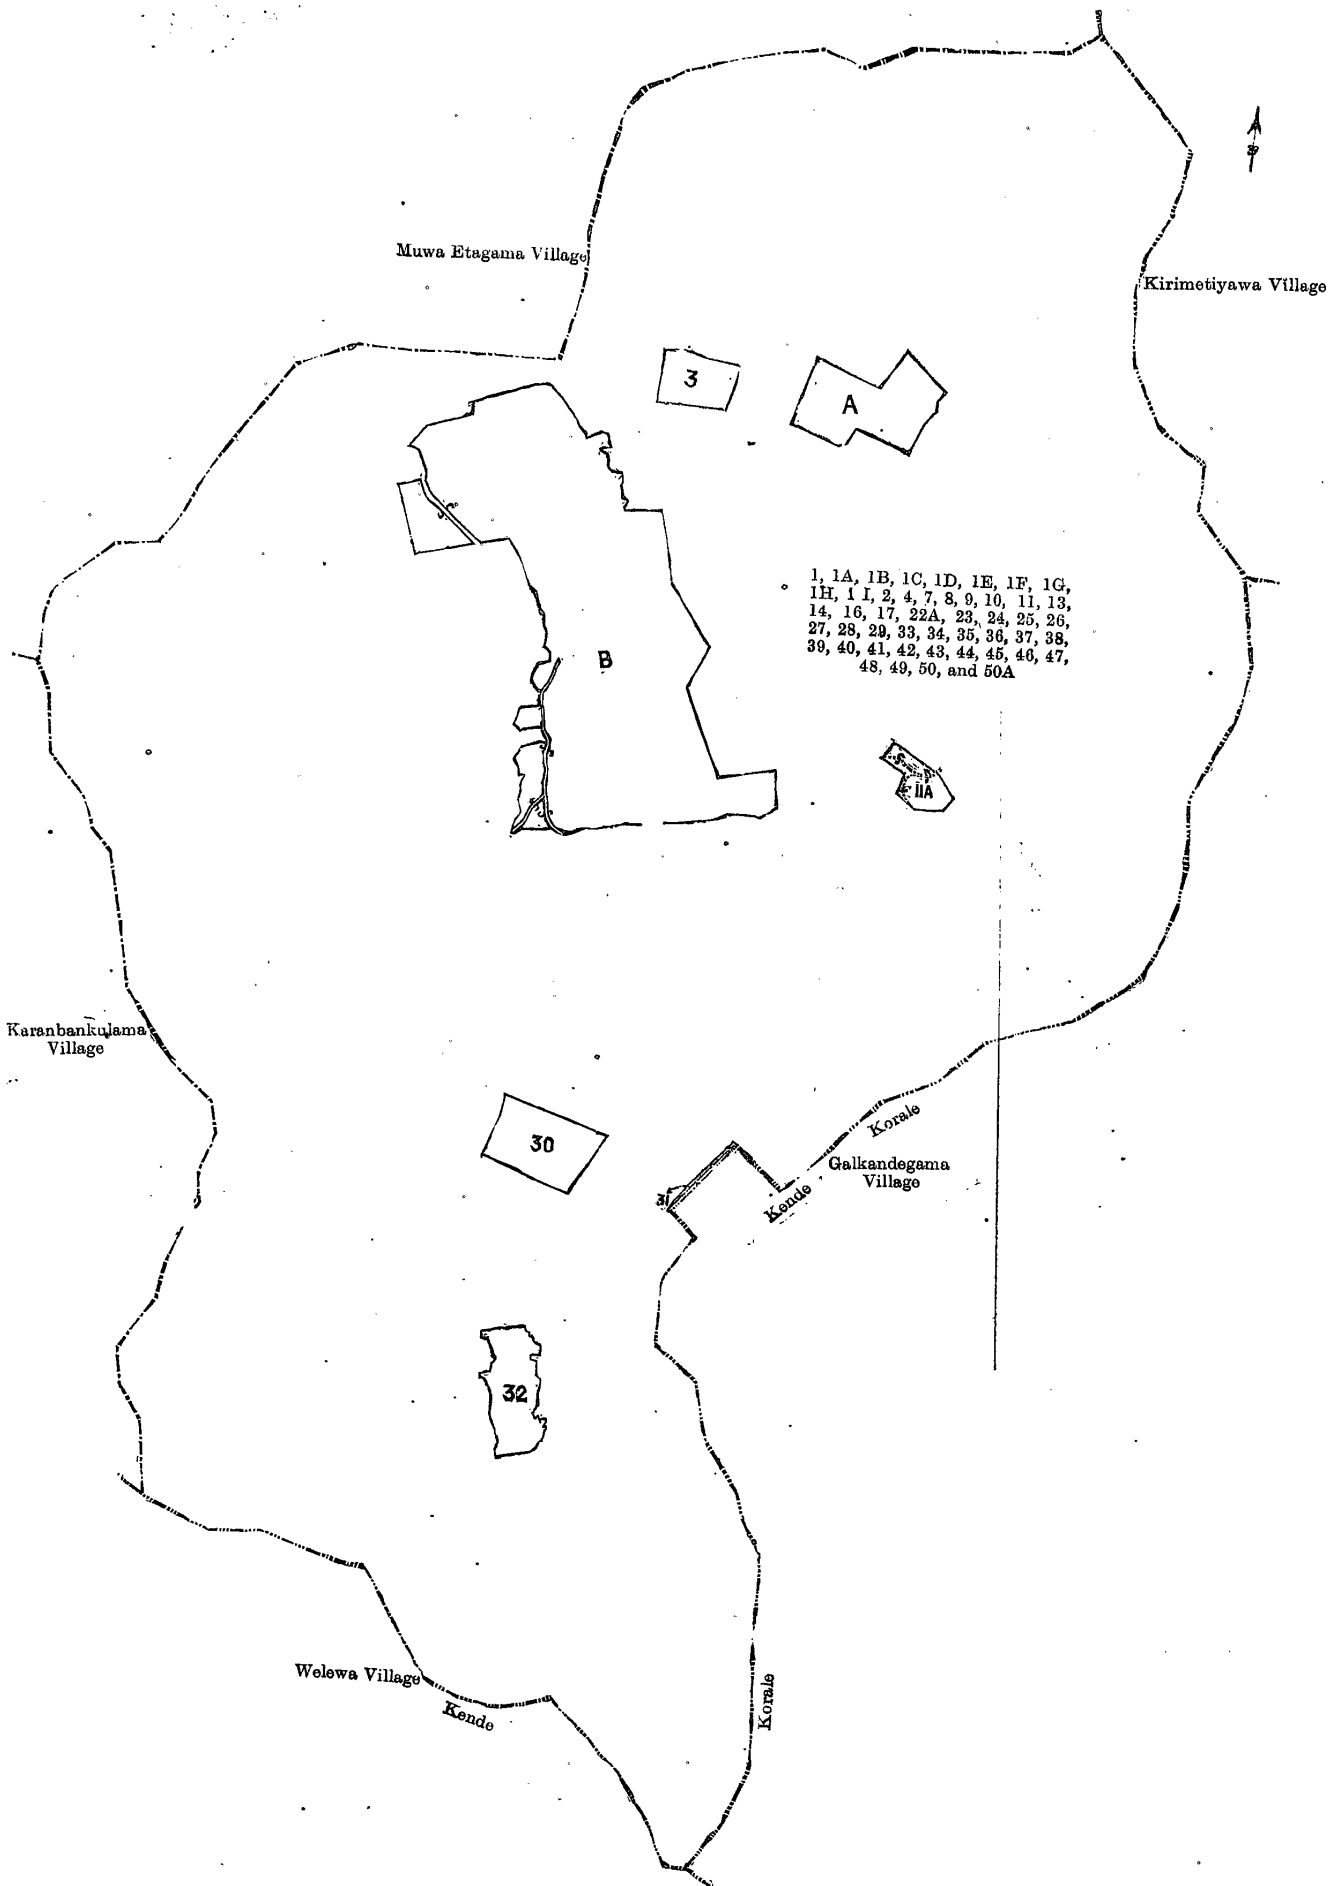 Muwa Etagama Village
Kirimetiyawa Village
3
A
1, 1A, 1B, 1C, 1D, 1E, 1F, 1G,
1H, 1 I, 2, 4, 7, 8, 9, 10, 11, 13,
14, 16, 17, 22A, 23, 24, 25, 26,
27, 28, 29, 33, 34, 35, 36, 37, 38,
39, 40, 41, 42, 43, 44, 45, 46, 47,
48, 49, 50, and 50A
B
11A
Karanbankulama
Village
30
Korale
Galkandegama
Village
31
Kende
32
Welewa Village
Kende
Korale